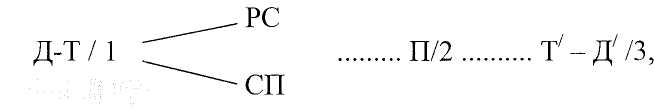 РС
Д-Т / 1 ......... П/2 .......... Т/ – Д/ /3,
СП